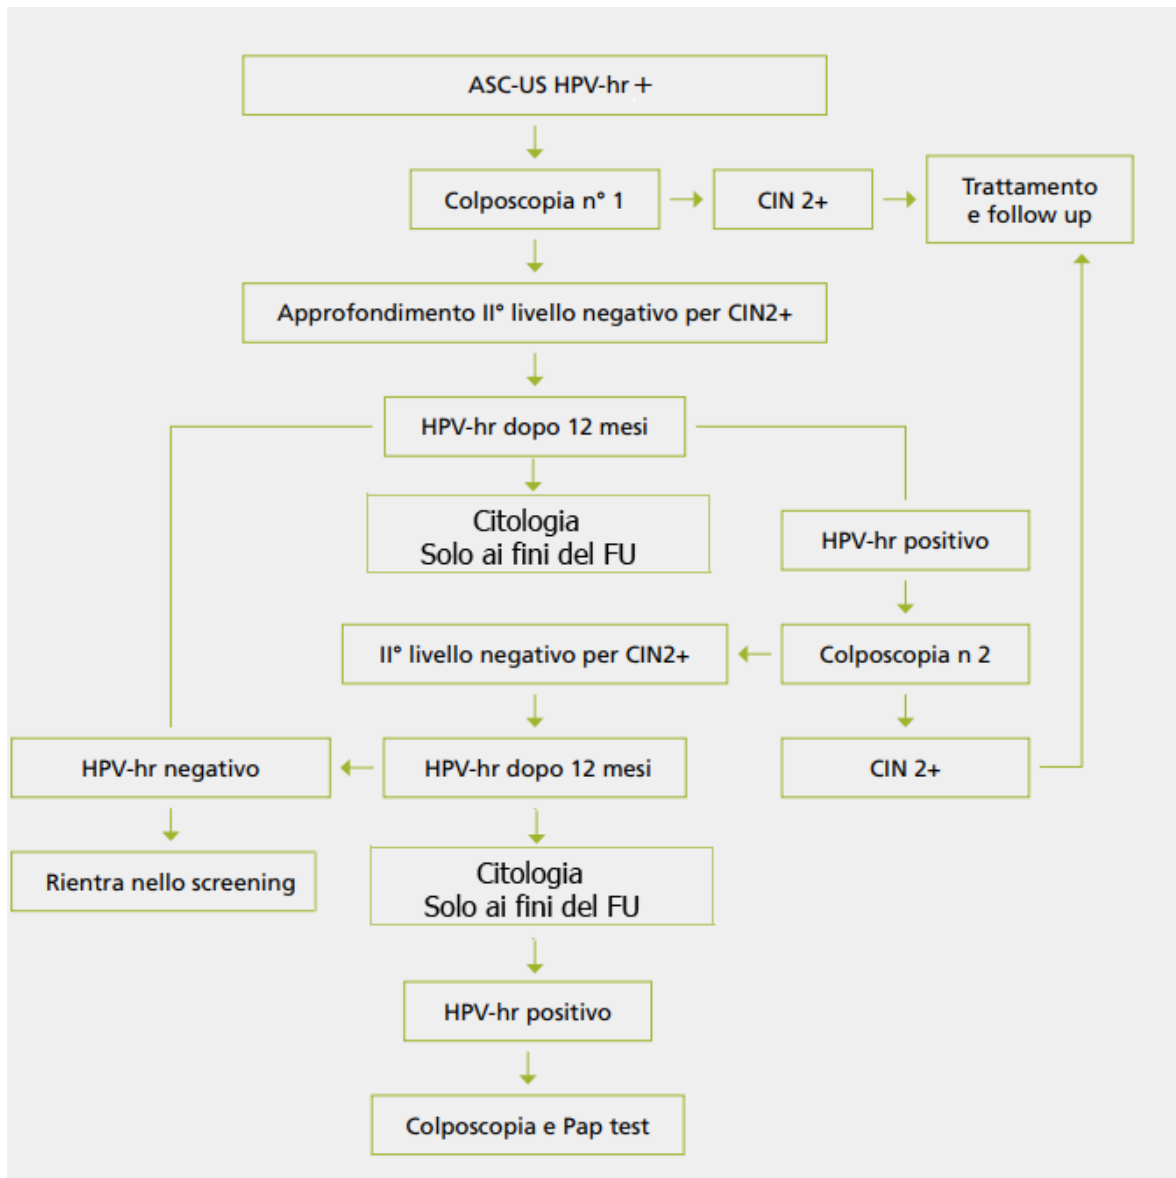 ASC-US HPV-hr +
Colposcopia n° 1
CIN 2+
Trattamento
e follow up
Approfondimento II° livello negativo per CIN2+
HPV-hr dopo 12 mesi
Citologia
Solo ai fini del FU
HPV-hr positivo
II° livello negativo per CIN2+
Colposcopia n 2
HPV-hr negativo
HPV-hr dopo 12 mesi
CIN 2+
Rientra nello screening
Citologia
Solo ai fini del FU
HPV-hr positivo
Colposcopia e Pap test